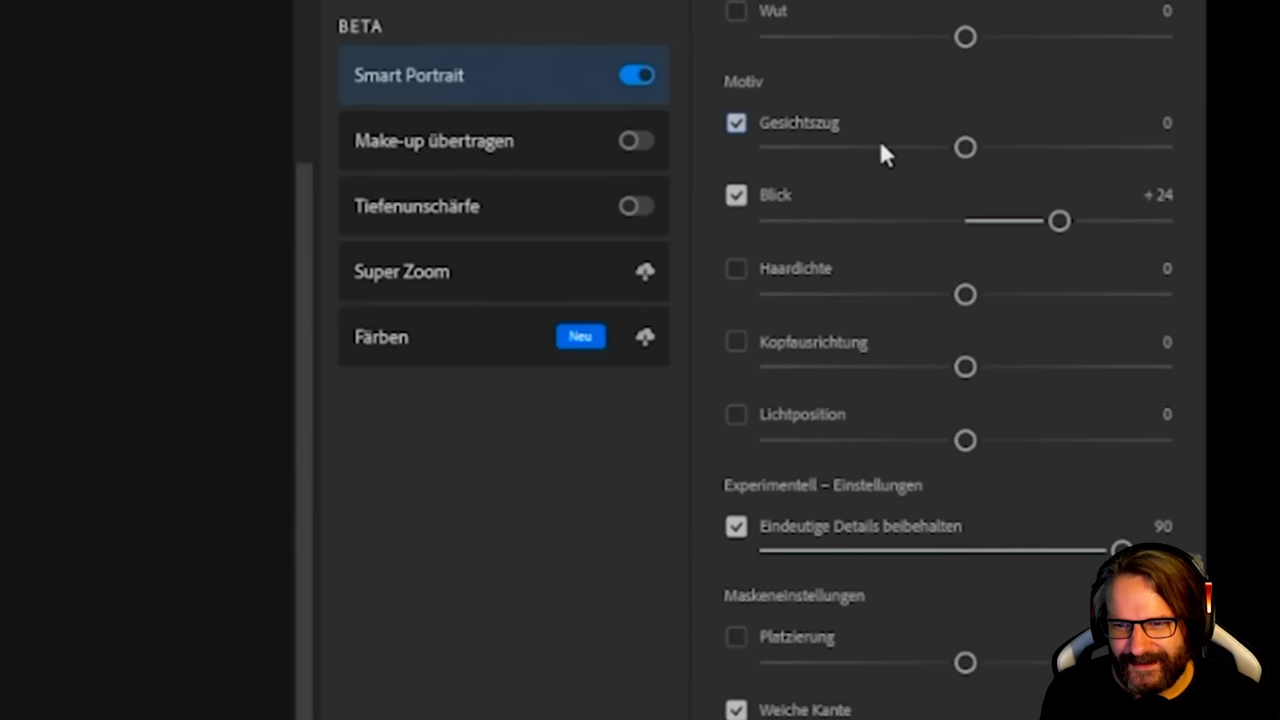 BETA
Smart Portrait
Make-up übertragen
Tiefenunschärfe
Super Zoom
Färben Neu
Wut 0
Motiv
Gesichtszug 0
Blick + 24
Haardichte 0
Kopfausrichtung 0
Lichtposition 0
Experimentell – Einstellungen
Eindeutige Details beibehalten 90
Maskeneinstellungen
Platzierung
Weiche Kante